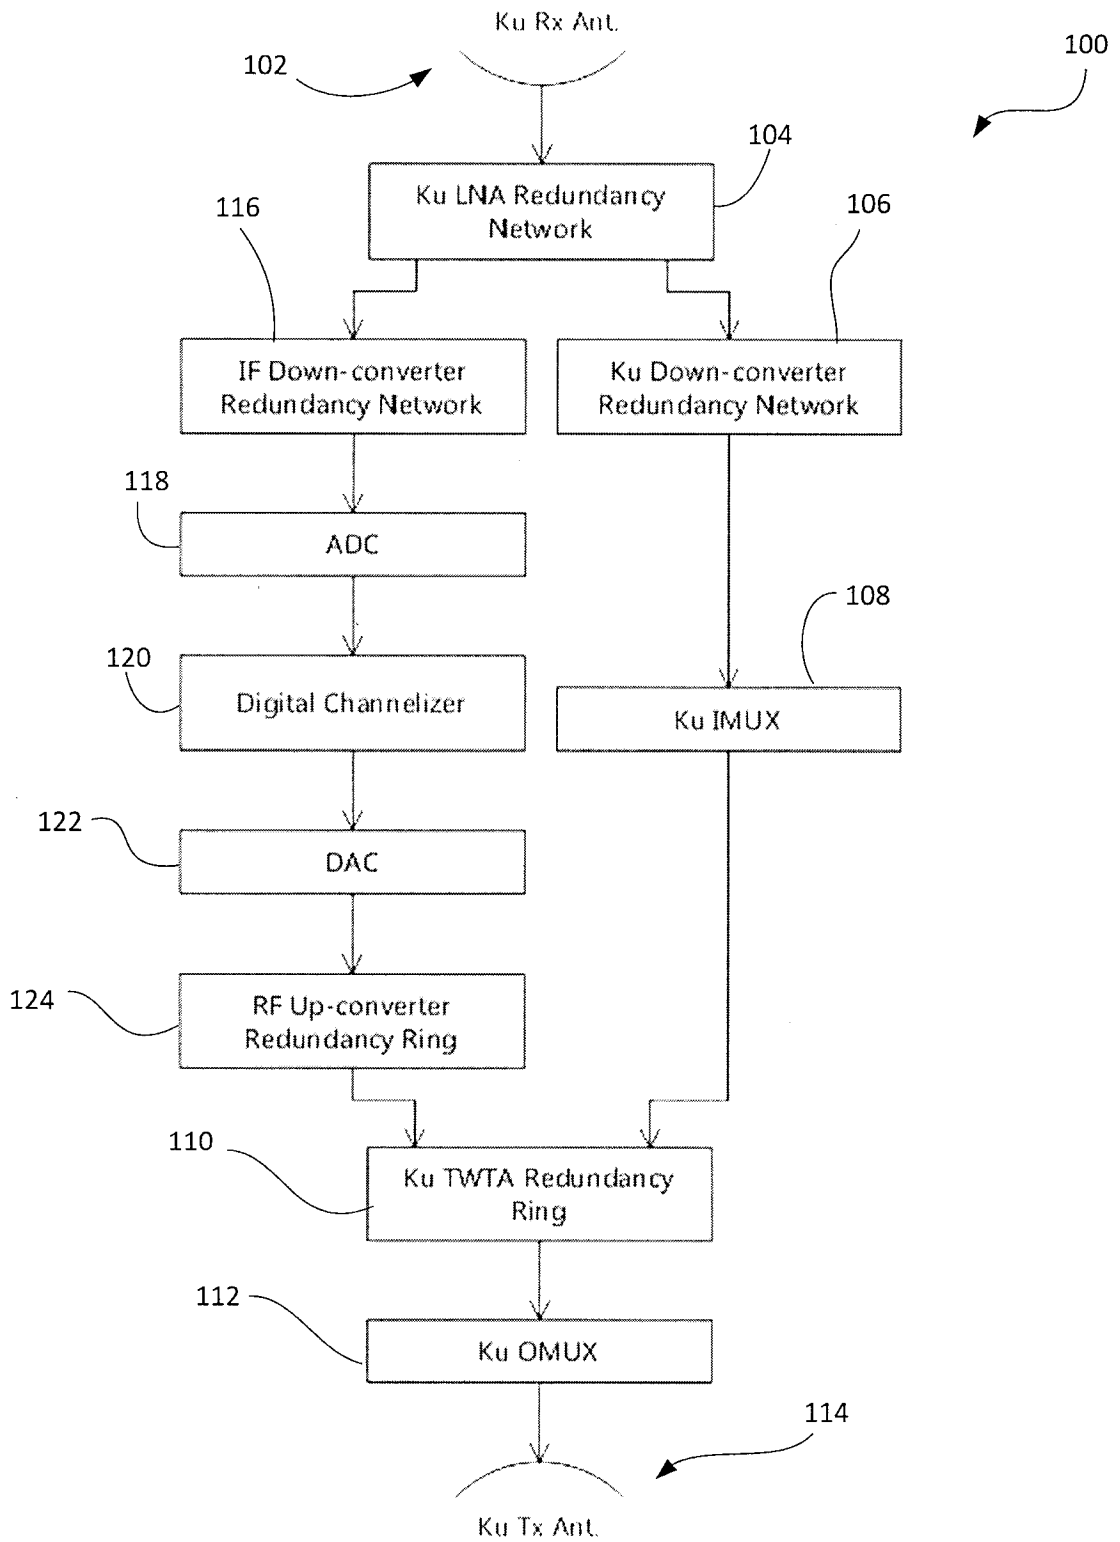 Ku Rx Ant.
102
100
104
Ku LNA Redundancy
Network
116
106
IF Down-converter
Redundancy Network
Ku Down-converter
Redundancy Network
118
ADC
108
120
Digital Channelizer
Ku IMUX
122
DAC
124
RF Up-converter
Redundancy Ring
110
Ku TWTA Redundancy
Ring
112
Ku OMUX
114
Ku Tx Ant.